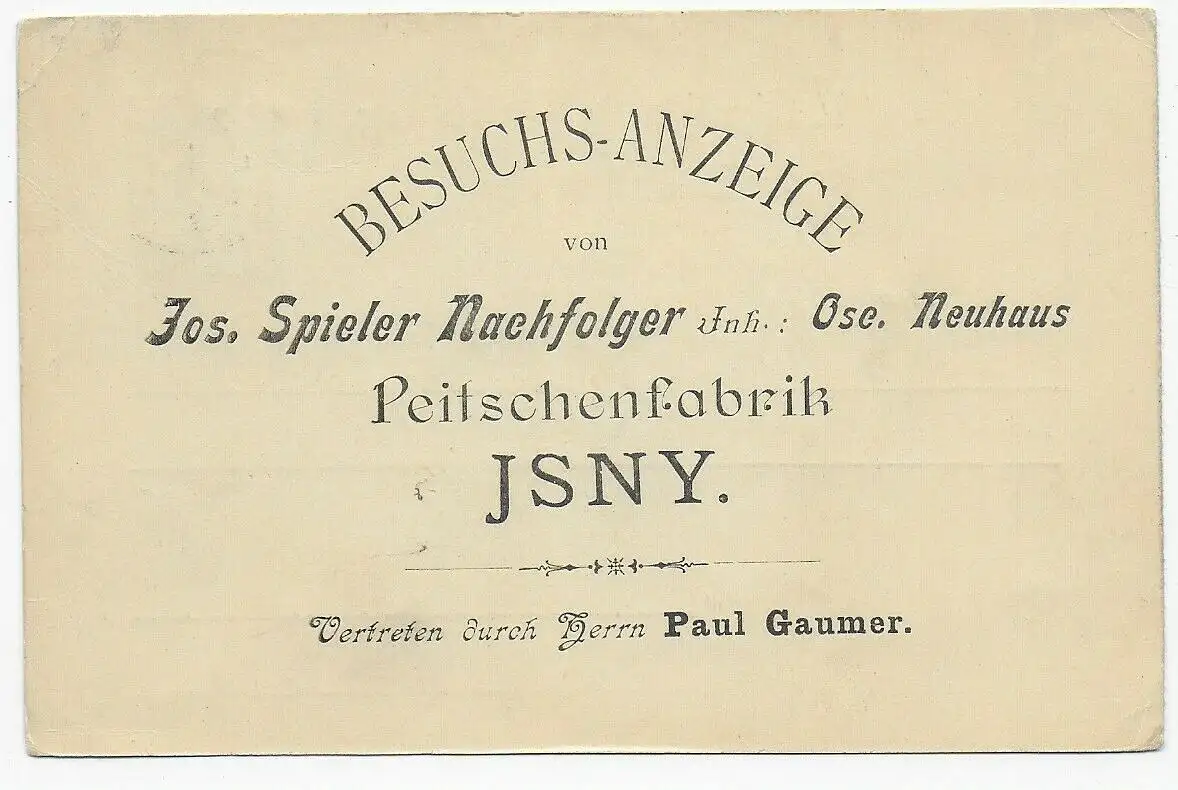 BESUCHS-ANZEIGE
von
Jos. Spieler Nachfolger Inh.: Osc. Neuhaus
Peitschenfabrik
JSNY.
Vertreten durch Herrn Paul Gaumer.